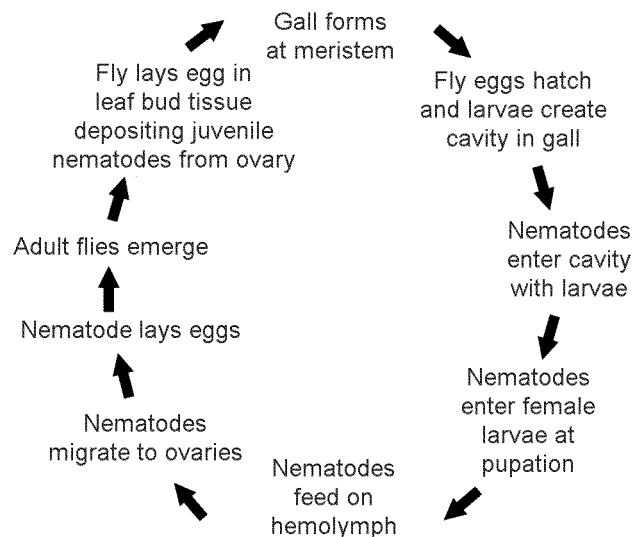 Gall forms
at meristem
Fly eggs hatch
and larvae create
cavity in gall
Nematodes
enter cavity
with larvae
Nematodes
enter female
larvae at
pupation
Nematodes
feed on
hemolymph
Nematodes
migrate to ovaries
Nematode lays eggs
Adult flies emerge
Fly lays egg in
leaf bud tissue
depositing juvenile
nematodes from ovary